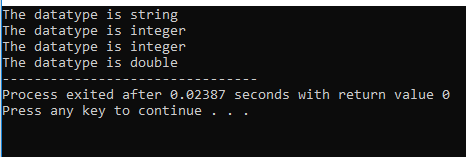 The datatype is string
The datatype is integer
The datatype is integer
The datatype is double
--------------------------------
Process exited after 0.02387 seconds with return value 0
Press any key to continue . . .